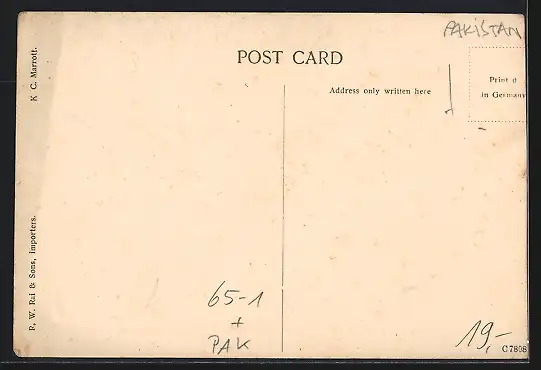 PAKISTAN
POST CARD
Address only written here
Print d
in Germany
K C. Marrott.
R, W. Rai & Sons, Importers.
65-1
+
PAK
19,-
C7808